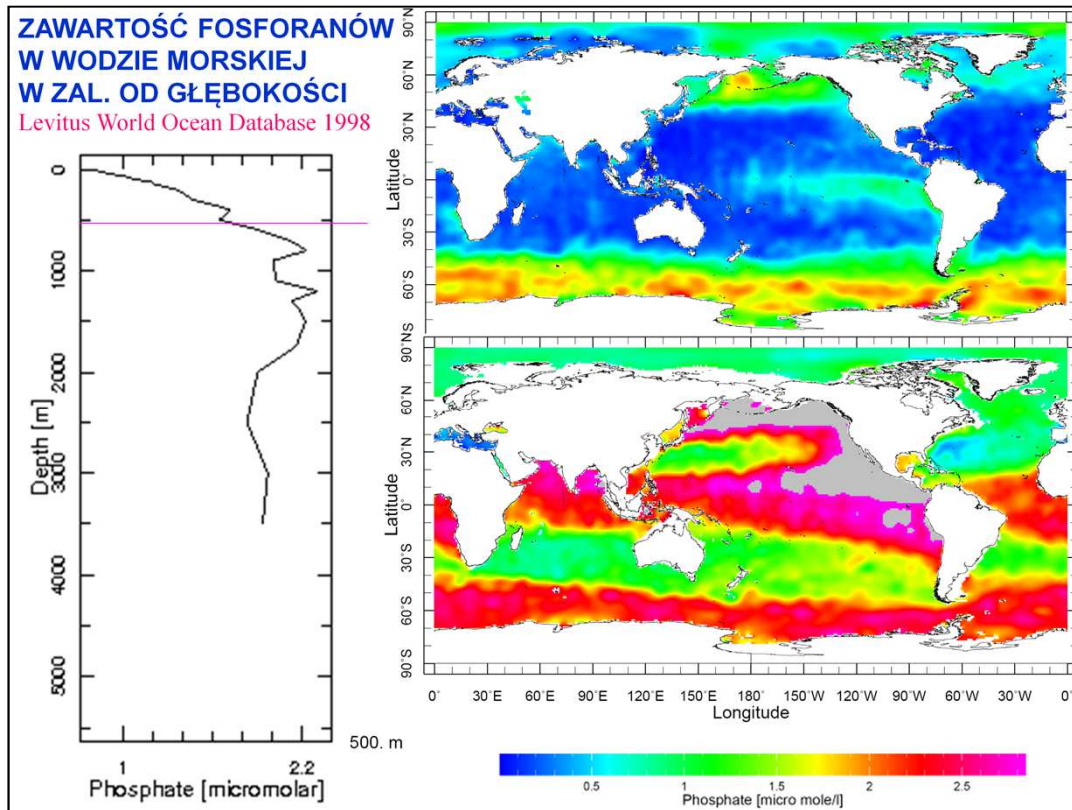 ZAWARTOŚĆ FOSFORANÓW
W WODZIE MORSKIEJ
W ZAL. OD GŁĘBOKOŚCI
Levitus World Ocean Database 1998
0
1000
2000
3000
4000
5000
Depth [m]
1 2.2
Phosphate [micromolar]
500. m
90°N
60°N
30°N
0°
30°S
60°S
90°NS
Latitude
60°N
30°N
0°
30°S
60°S
90°S
Latitude
0° 30°E 60°E 90°E 120°E 150°E 180°E 150°W 120°W 90°W 60°W 30°W 0°
Longitude
0.5 1 1.5 2 2.5
Phosphate [micro mole/l]